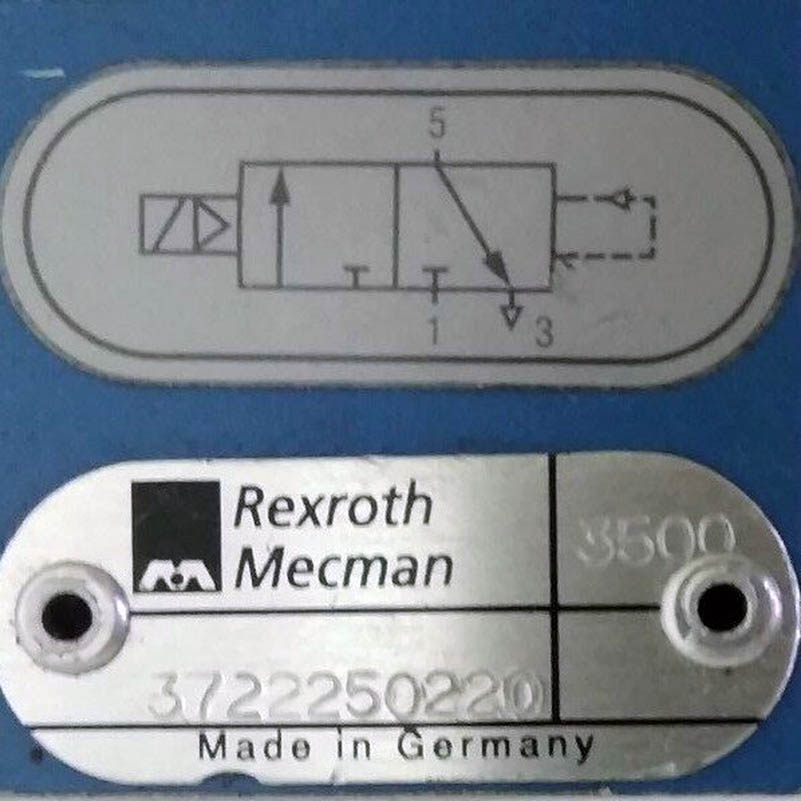 5
1
3
Rexroth
Mecman
3500
3722250220
Made in Germany